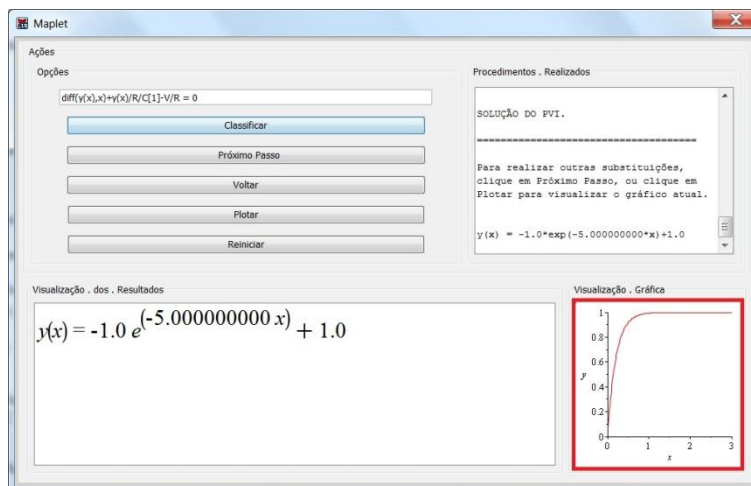 Maplet
Ações
Opções
diff(y(x),x)+y(x)/R/C[1]-V/R = 0
Classificar
Próximo Passo
Voltar
Plotar
Reiniciar
Procedimentos . Realizados
SOLUÇÃO DO PVI.
=====================================
Para realizar outras substituições,
clique em Próximo Passo, ou clique em
Plotar para visualizar o gráfico atual.
y(x) = -1.0*exp(-5.000000000*x)+1.0
Visualização . dos . Resultados
y(x) = -1.0 e^(-5.000000000 x) + 1.0
Visualização . Gráfica
1
0.8
0.6
y
0.4
0.2
0
0 1 2 3
x